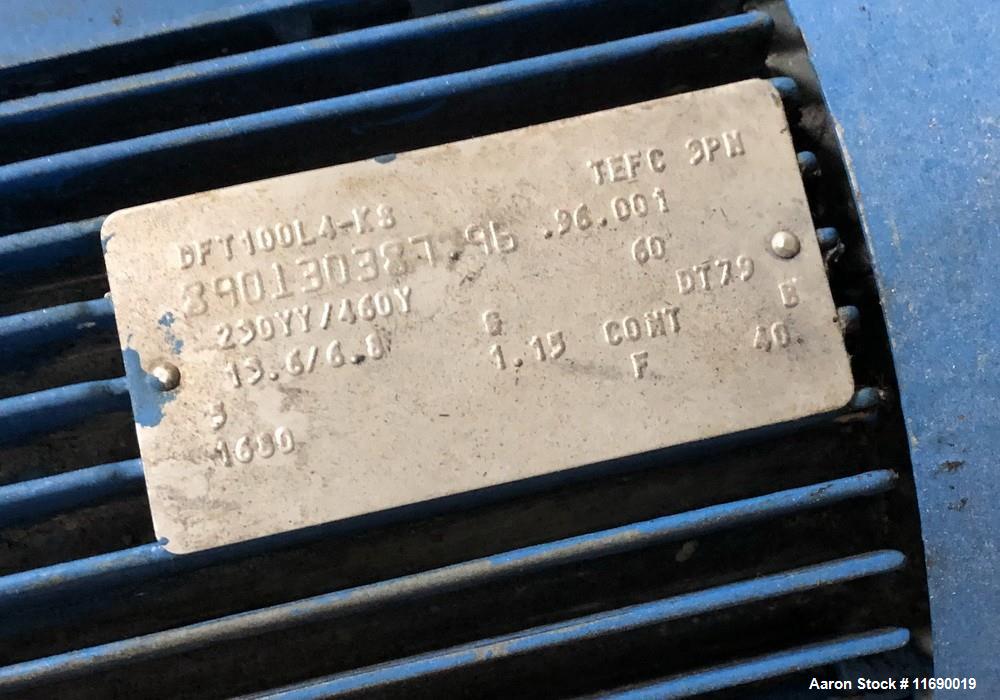 TEFC 3PH
DFT100L4-KS
890130387 .96 .96.001
60
230YY/460Y
DT79
13.6/6.8 G CONT B
1.15 F 40
5
1680
Aaron Stock # 11690019